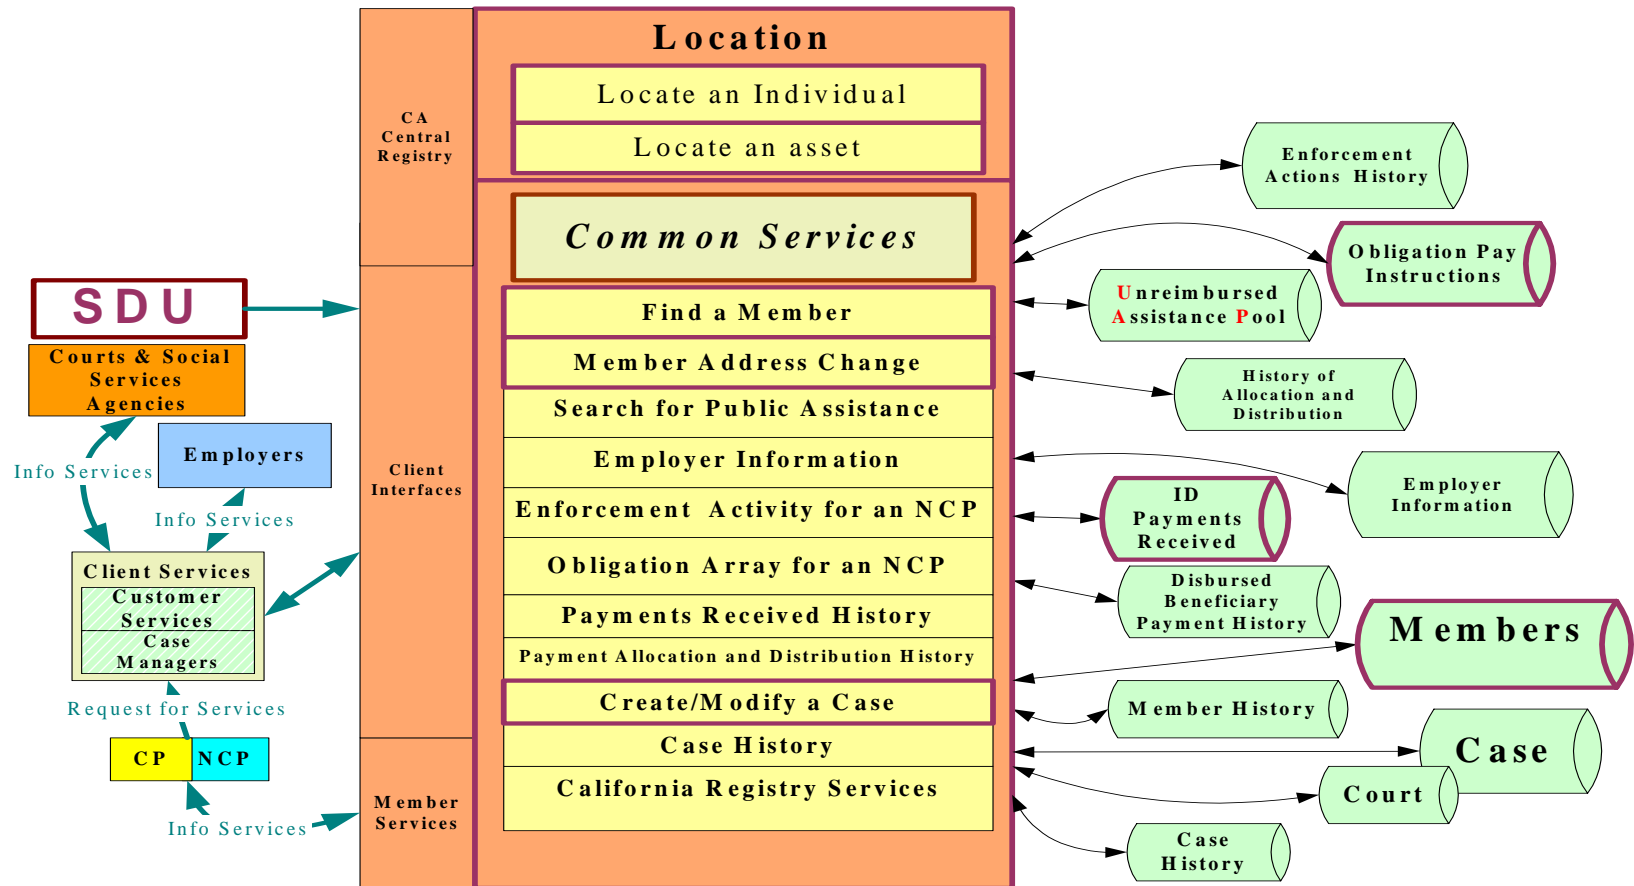 Location
Locate an Individual
Locate an asset
CA
Central
Registry
Common Services
Find a Member
Member Address Change
Search for Public Assistance
Employer Information
Enforcement Activity for an NCP
Obligation Array for an NCP
Payments Received History
Payment Allocation and Distribution History
Create/Modify a Case
Case History
California Registry Services
Client
Interfaces
Member
Services
SDU
Courts & Social
Services
Agencies
Employers
Info Services
Info Services
Client Services
Customer
Services
Case
Managers
Request for Services
CP
NCP
Info Services
Enforcement
Actions History
Obligation Pay
Instructions
Unreimbursed
Assistance Pool
History of
Allocation and
Distribution
Employer
Information
ID
Payments
Received
Disbursed
Beneficiary
Payment History
Members
Member History
Case
Court
Case
History